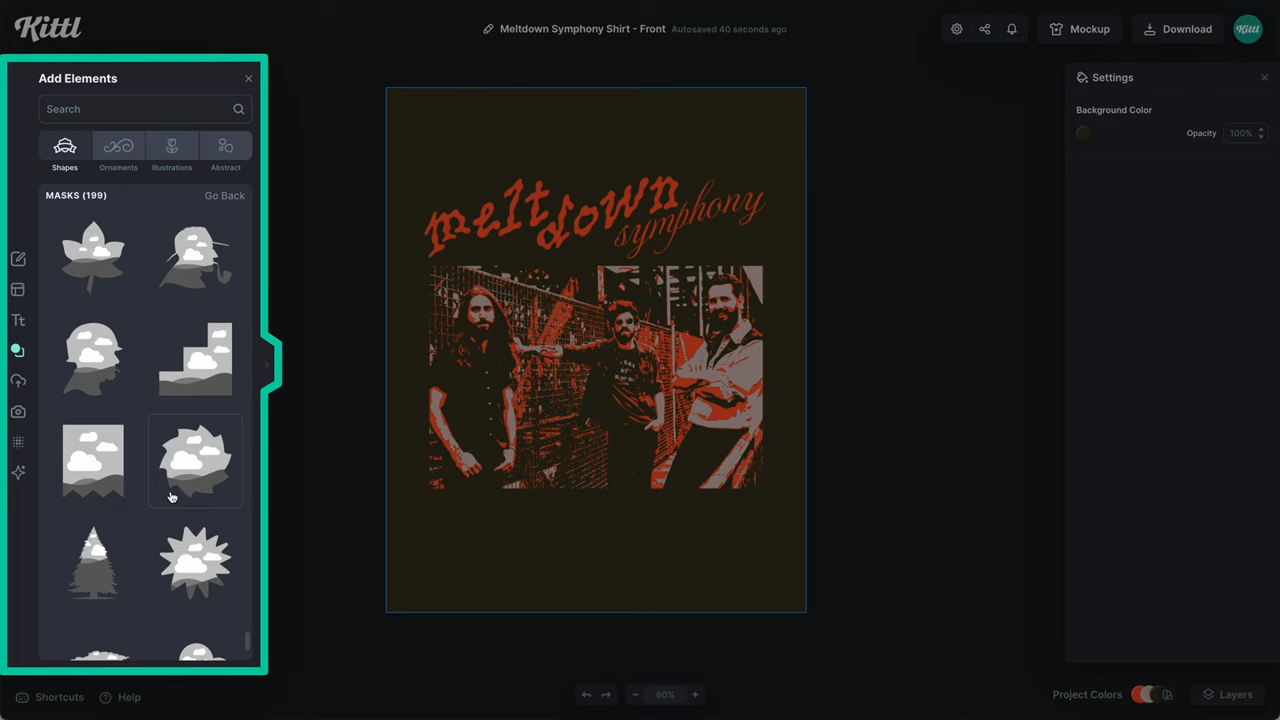 Kittl
Meltdown Symphony Shirt - Front Autosaved 40 seconds ago
Mockup
Download
Kittl
Add Elements
Search
Shapes Ornaments Illustrations Abstract
MASKS (199) Go Back
Tt
meltdown
symphony
Settings
Background Color
Opacity 100%
Shortcuts
Help
60%
Project Colors
Layers